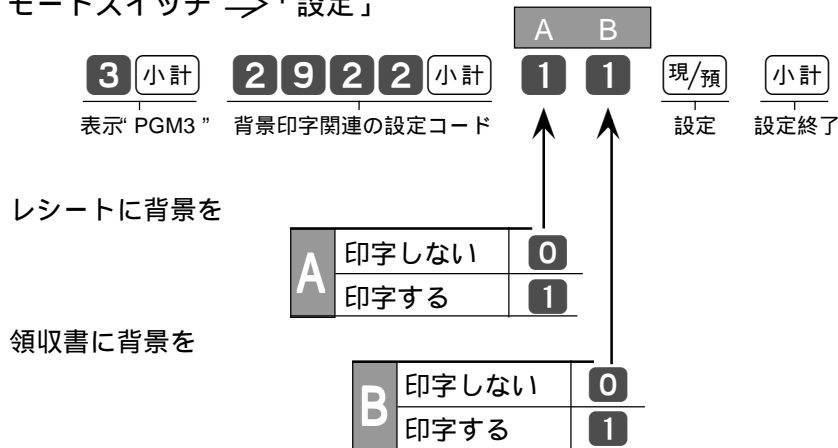 モードスイッチ ⇒「設定」
A B
3 小計 2 9 2 2 小計 1 1 現/預 小計
表示“ PGM3 ” 背景印字関連の設定コード 設定 設定終了
レシートに背景を
A 印字しない 0
印字する 1
領収書に背景を
B 印字しない 0
印字する 1